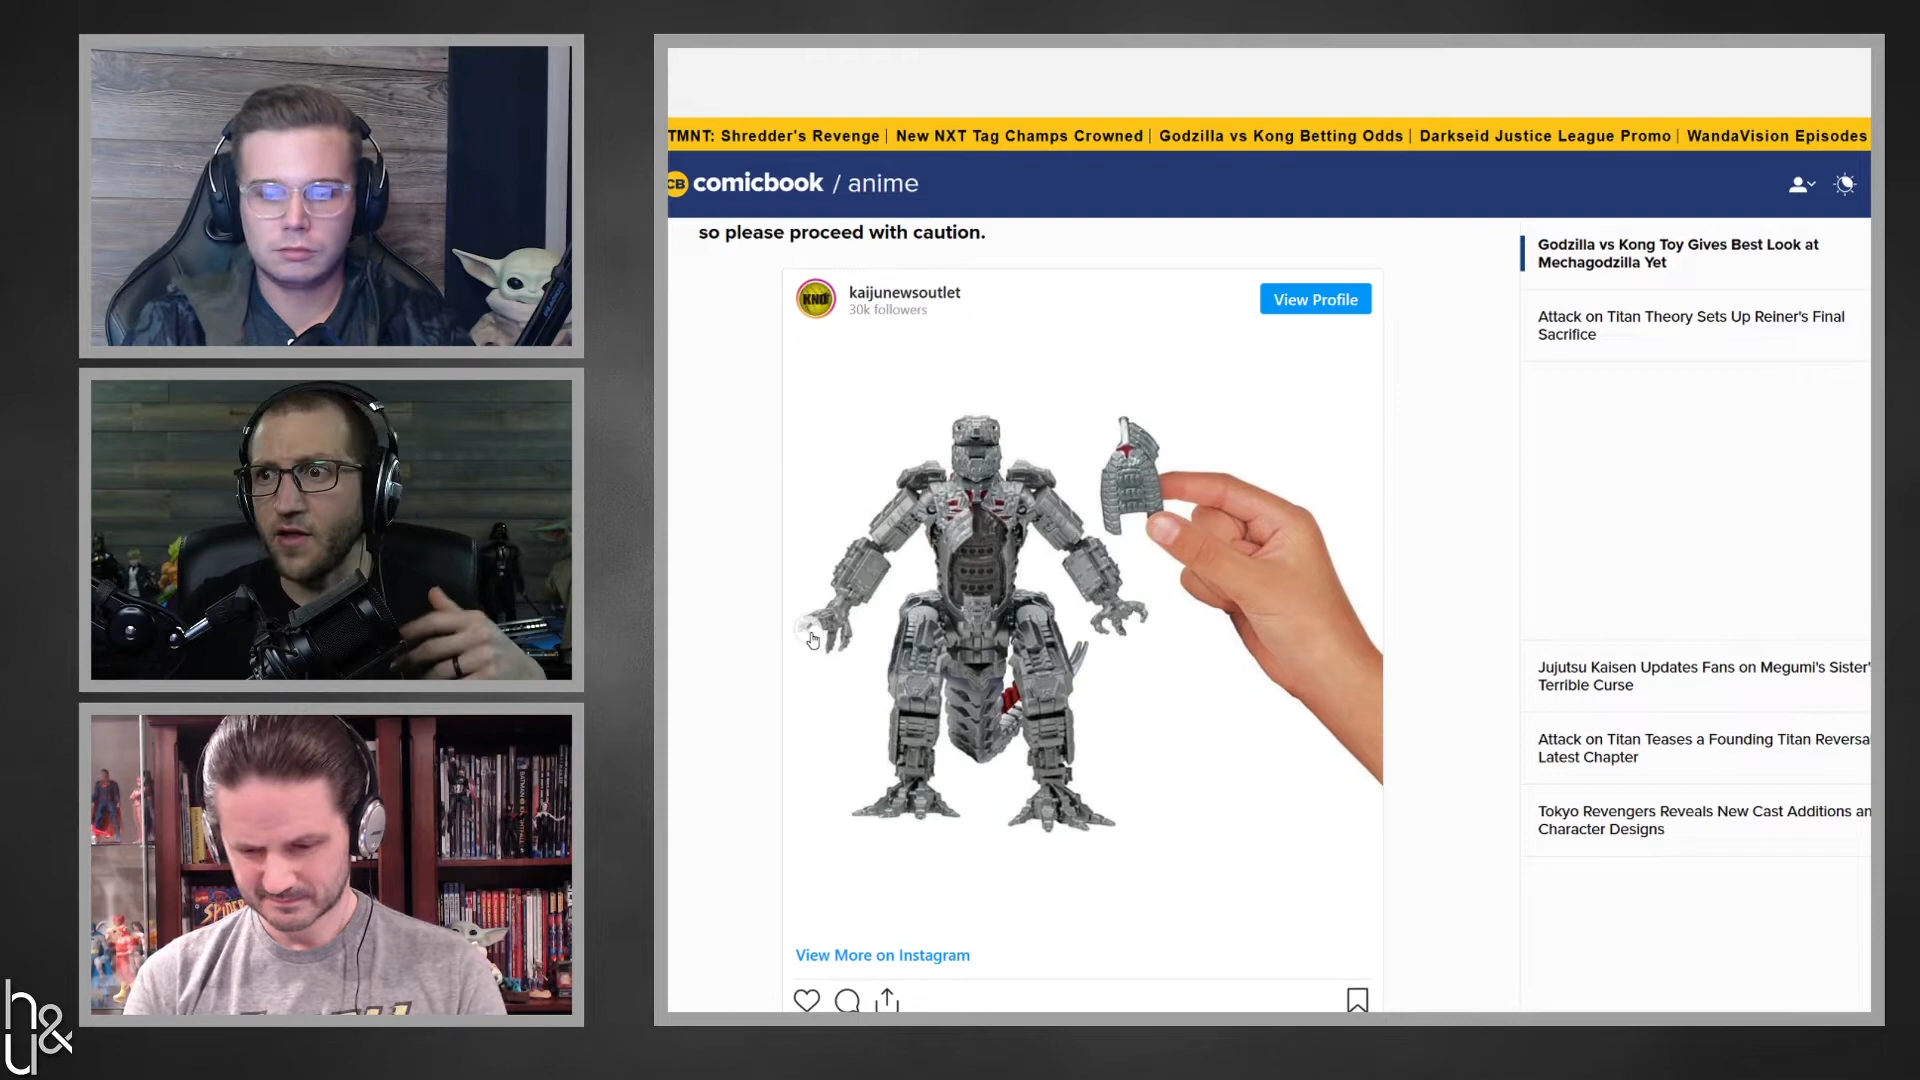 TMNT: Shredder's Revenge | New NXT Tag Champs Crowned | Godzilla vs Kong Betting Odds | Darkseid Justice League Promo | WandaVision Episodes
CB comicbook / anime
so please proceed with caution.
KNO
kaijunewsoutlet
30k followers
View Profile
View More on Instagram
Godzilla vs Kong Toy Gives Best Look at
Mechagodzilla Yet
Attack on Titan Theory Sets Up Reiner's Final
Sacrifice
Jujutsu Kaisen Updates Fans on Megumi's Sister'
Terrible Curse
Attack on Titan Teases a Founding Titan Reversa
Latest Chapter
Tokyo Revengers Reveals New Cast Additions an
Character Designs
BATMAN
SPIDER
h&u